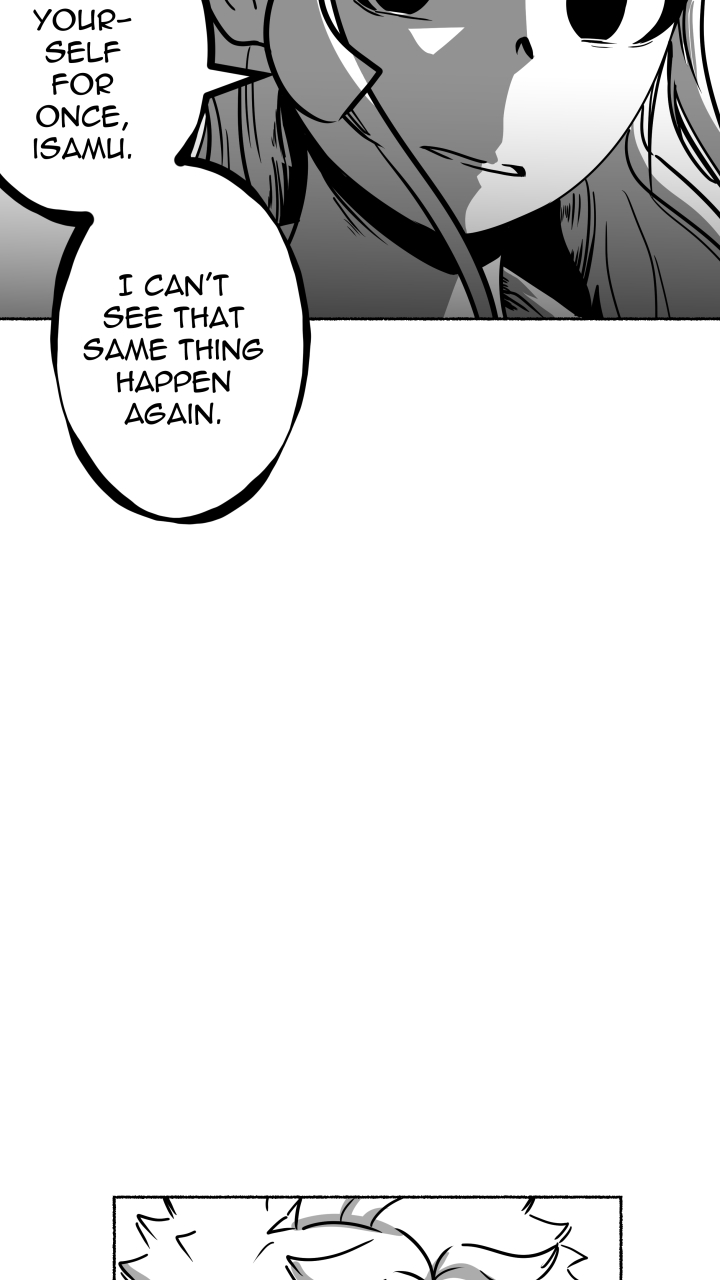 YOUR-
SELF
FOR
ONCE,
ISAMU.
I CAN'T
SEE THAT
SAME THING
HAPPEN
AGAIN.